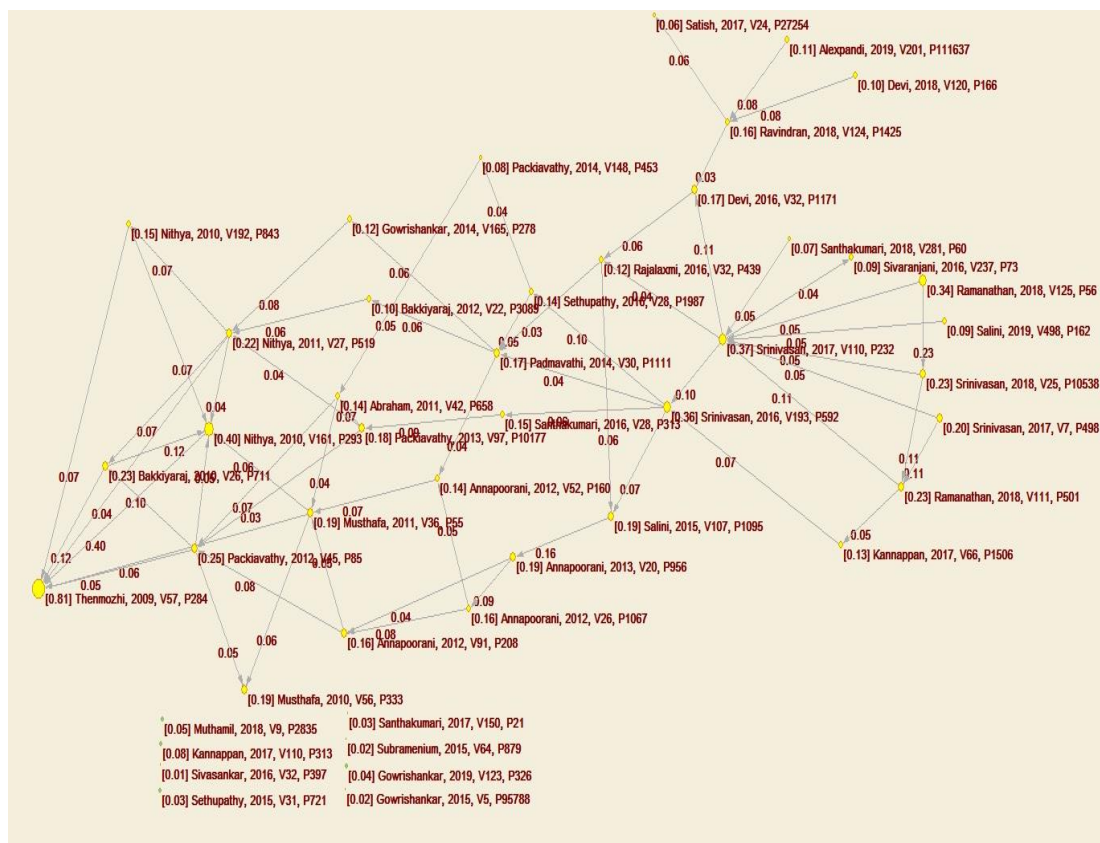 [0.06] Satish, 2017, V24, P27254
[0.11] Alexpandi, 2019, V201, P111637
0.06
[0.10] Devi, 2018, V120, P166
0.08
0.08
[0.16] Ravindran, 2018, V124, P1425
[0.08] Packiavathy, 2014, V148, P453
0.03
[0.17] Devi, 2016, V32, P1171
0.04
[0.15] Nithya, 2010, V192, P843
[0.12] Gowrishankar, 2014, V165, P278
0.06
0.11
[0.07] Santhakumari, 2018, V281, P60
[0.12] Rajalaxmi, 2016, V32, P439
[0.09] Sivaranjani, 2016, V237, P73
0.07
0.06
[0.34] Ramanathan, 2018, V125, P56
0.04
[0.14] Sethupathy, 2016, V28, P1987
0.08
[0.10] Bakkiyaraj, 2012, V22, P3089
0.05
0.05
0.06
0.06
0.03
0.05
[0.09] Salini, 2019, V498, P162
[0.22] Nithya, 2011, V27, P519
0.05
0.10
[0.37] Srinivasan, 2017, V110, P232
0.23
[0.17] Padmavathi, 2014, V30, P1111
0.05
0.07
0.04
0.04
0.05
[0.23] Srinivasan, 2018, V25, P10538
0.10
0.11
[0.14] Abraham, 2011, V42, P658
0.04
0.07
[0.36] Srinivasan, 2016, V193, P592
[0.15] Santhakumari, 2016, V28, P313
[0.20] Srinivasan, 2017, V7, P498
0.07
[0.40] Nithya, 2010, V161, P293
[0.18] Packiavathy, 2013, V97, P10177
0.09
0.06
0.04
0.12
0.07
0.11
0.11
0.07
[0.23] Bakkiyaraj, 2010, V26, P711
0.06
0.04
0.07
[0.14] Annapoorani, 2012, V52, P160
[0.23] Ramanathan, 2018, V111, P501
0.10
0.07
0.04
0.03
0.07
[0.19] Musthafa, 2011, V36, P55
0.05
[0.19] Salini, 2015, V107, P1095
0.05
0.40
0.12
[0.25] Packiavathy, 2012, V45, P85
0.16
[0.13] Kannappan, 2017, V66, P1506
0.06
[0.19] Annapoorani, 2013, V20, P956
0.05
0.08
[0.81] Thenmozhi, 2009, V57, P284
0.09
0.04
[0.16] Annapoorani, 2012, V26, P1067
0.08
[0.16] Annapoorani, 2012, V91, P208
0.05
0.06
[0.19] Musthafa, 2010, V56, P333
[0.05] Muthamil, 2018, V9, P2835
[0.03] Santhakumari, 2017, V150, P21
[0.08] Kannappan, 2017, V110, P313
[0.02] Subramenium, 2015, V64, P879
[0.01] Sivasankar, 2016, V32, P397
[0.04] Gowrishankar, 2019, V123, P326
[0.03] Sethupathy, 2015, V31, P721
[0.02] Gowrishankar, 2015, V5, P95788